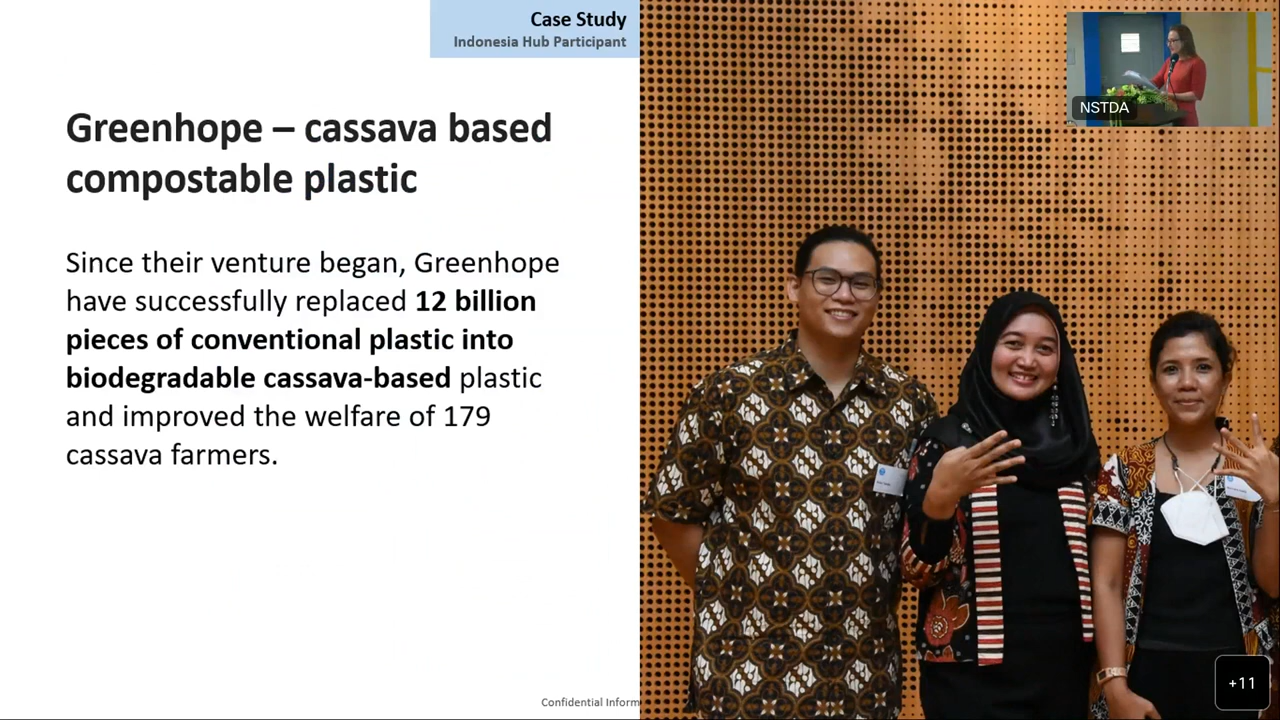 Case Study
Indonesia Hub Participant
Greenhope – cassava based
compostable plastic
Since their venture began, Greenhope
have successfully replaced 12 billion
pieces of conventional plastic into
biodegradable cassava-based plastic
and improved the welfare of 179
cassava farmers.
Confidential Inform
NSTDA
+11